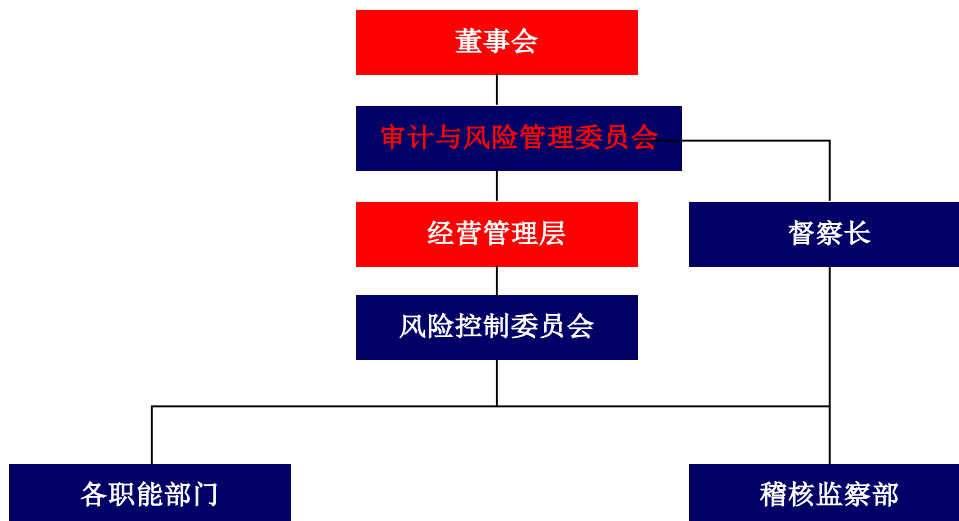 董事会
审计与风险管理委员会
经营管理层
督察长
风险控制委员会
各职能部门
稽核监察部